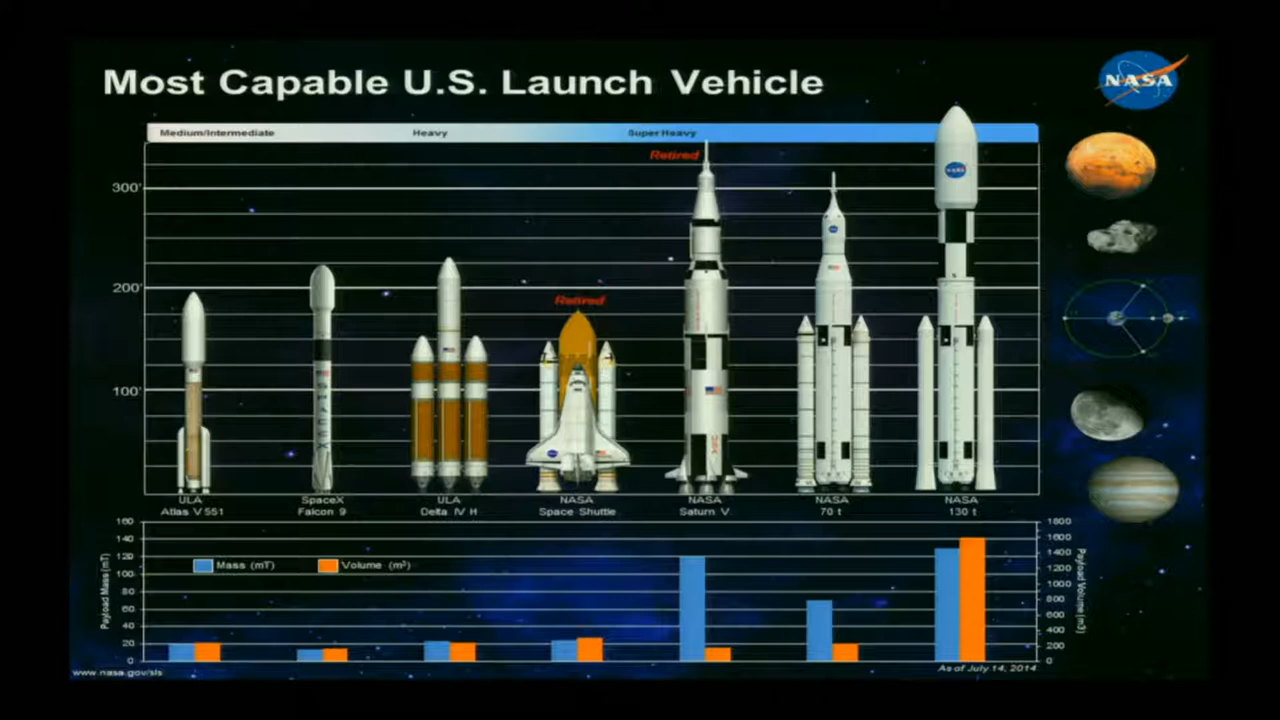 Most Capable U.S. Launch Vehicle
NASA
Medium/Intermediate
Heavy
Super Heavy
Retired
300'
200'
Retired
100'
NASA
SPACEX
ULA
Atlas V 551
SpaceX
Falcon 9
ULA
Delta IV H
NASA
Space Shuttle
NASA
Saturn V
NASA
70 t
NASA
130 t
Payload Mass (mT)
160
140
120
100
80
60
40
20
0
Mass (mT)
Volume (m³)
1800
1600
1400
1200
1000
800
600
400
200
0
Payload Volume (m3)
www.nasa.gov/sls
As of July 14, 2014